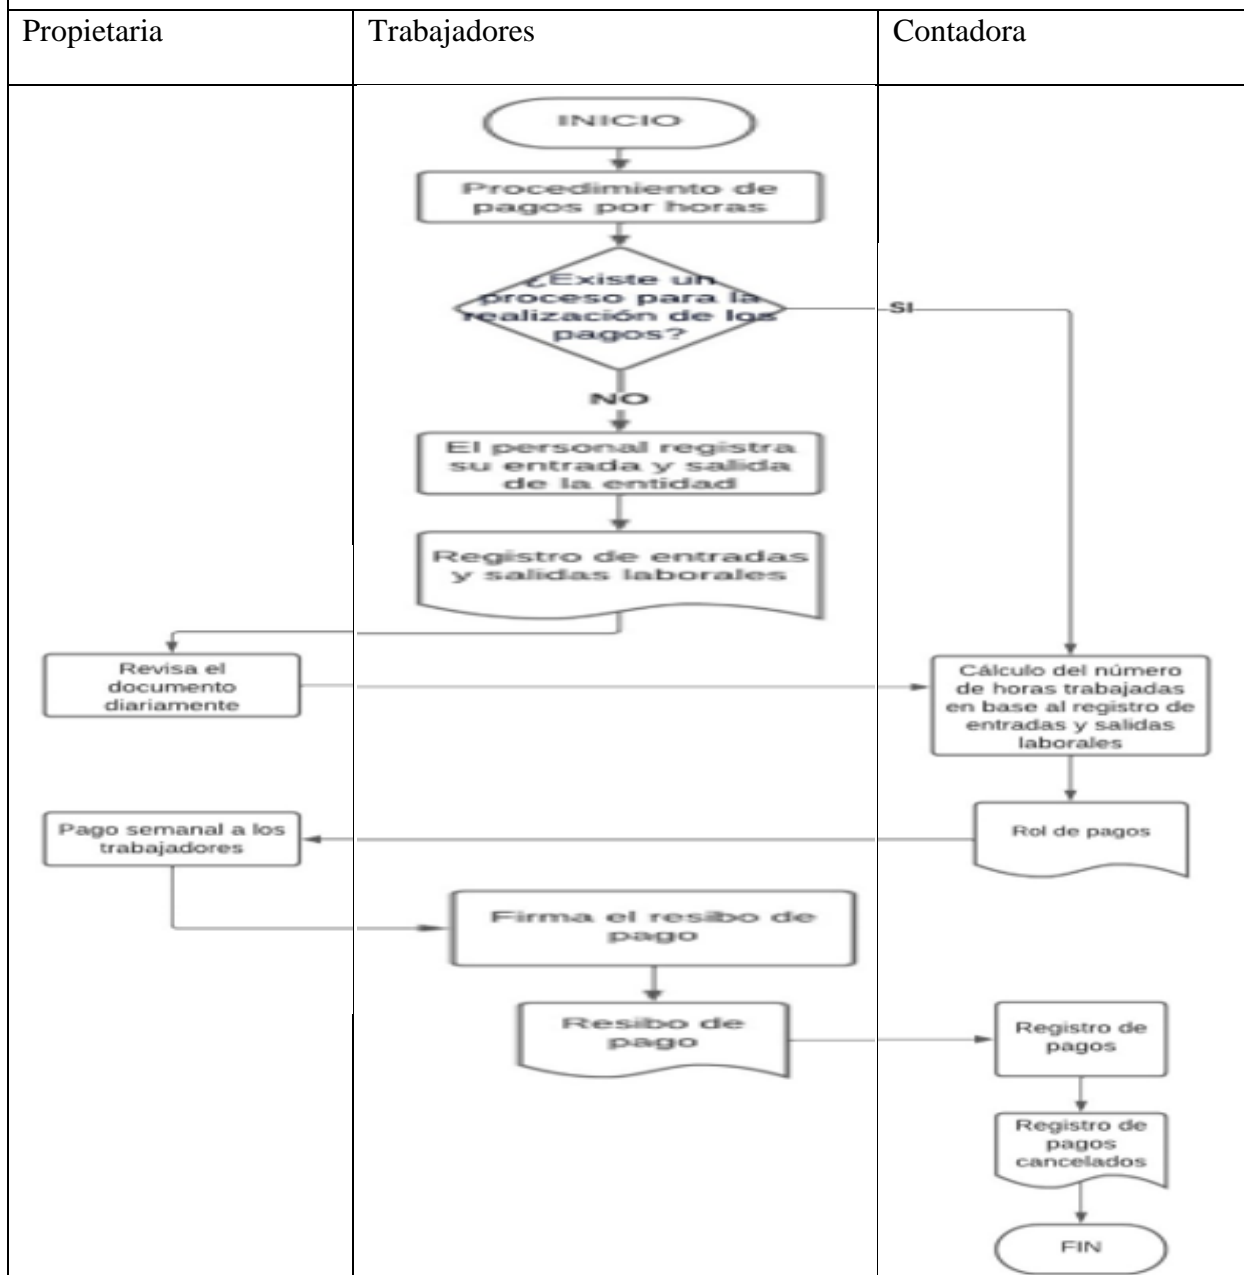 Propietaria
Trabajadores
Contadora
INICIO
Procedimiento de
pagos por horas
¿Existe un
proceso para la
realización de los
pagos?
SI
NO
El personal registra
su entrada y salida
de la entidad
Registro de entradas
y salidas laborales
Revisa el
documento
diariamente
Cálculo del número
de horas trabajadas
en base al registro de
entradas y salidas
laborales
Rol de pagos
Pago semanal a los
trabajadores
Firma el resibo de
pago
Resibo de
pago
Registro de
pagos
Registro de
pagos
cancelados
FIN